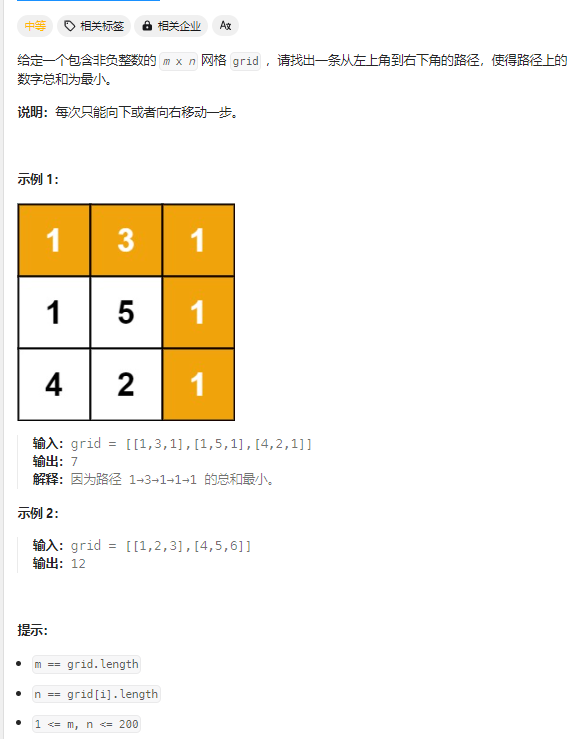 中等 相关标签 相关企业 Ax
给定一个包含非负整数的 m x n 网格 grid ，请找出一条从左上角到右下角的路径，使得路径上的
数字总和为最小。
说明：每次只能向下或者向右移动一步。
示例 1：
1 3 1
1 5 1
4 2 1
输入：grid = [[1,3,1],[1,5,1],[4,2,1]]
输出：7
解释：因为路径 1→3→1→1→1 的总和最小。
示例 2：
输入：grid = [[1,2,3],[4,5,6]]
输出：12
提示：
m == grid.length
n == grid[i].length
1 <= m, n <= 200